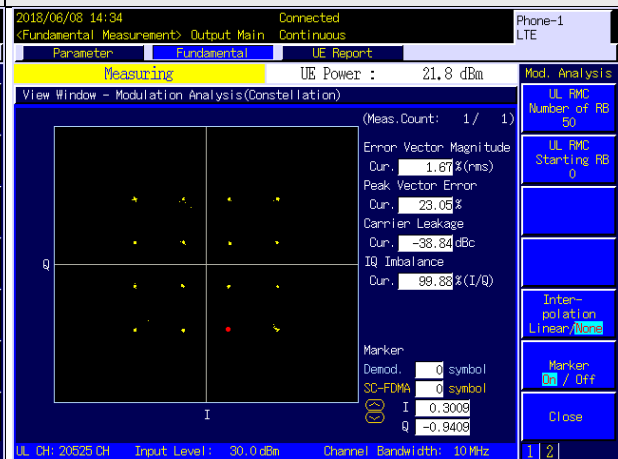 2018/06/08 14:34 Connected
<Fundamental Measurement> Output Main Continuous
Phone-1
LTE
Parameter Fundamental UE Report
Measuring UE Power : 21.8 dBm
Mod. Analysis
View Window - Modulation Analysis(Constellation)
(Meas.Count: 1/ 1)
Error Vector Magnitude
Cur. 1.67 %(rms)
Peak Vector Error
Cur. 23.05 %
Carrier Leakage
Cur. -38.84 dBc
IQ Imbalance
Cur. 99.88 %(I/Q)
Q
I
Marker
Demod. 0 symbol
SC-FDMA 0 symbol
I 0.3009
Q -0.9409
UL RMC
Number of RB
50
UL RMC
Starting RB
0
Inter-
polation
Linear/None
Marker
On / Off
Close
1 2
UL CH: 20525 CH Input Level: 30.0 dBm Channel Bandwidth: 10 MHz